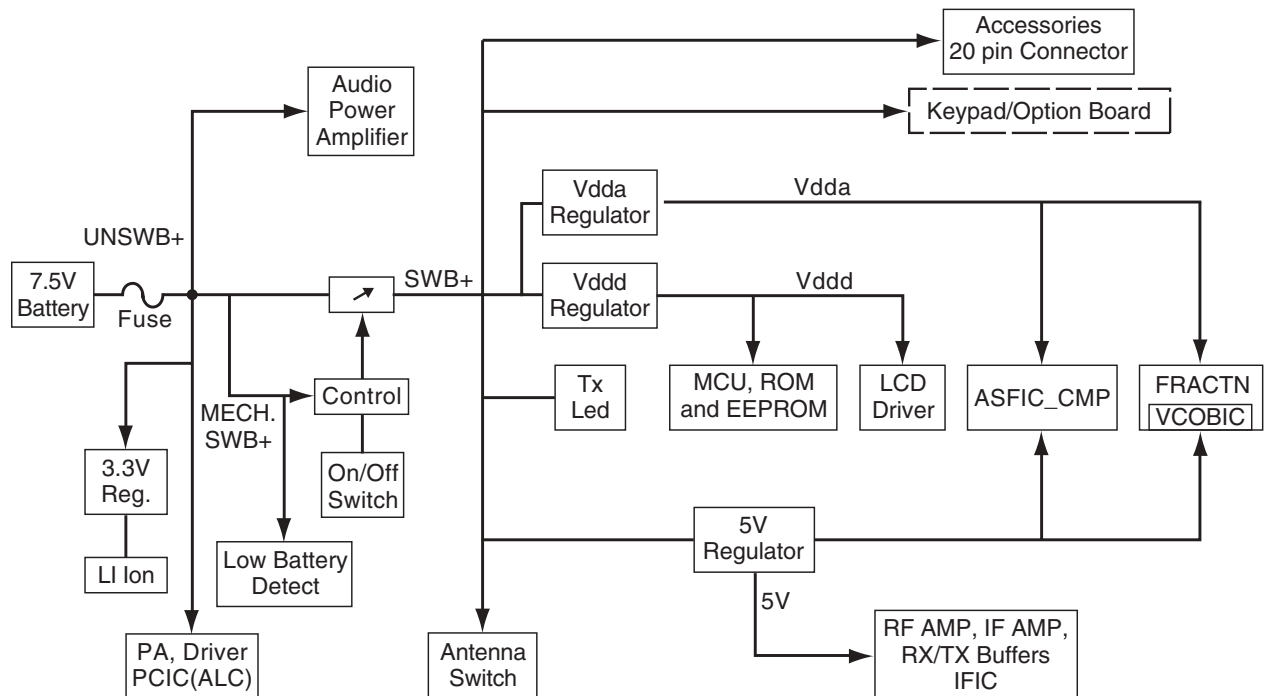 Accessories
20 pin Connector
Audio
Power
Amplifier
Keypad/Option Board
Vdda
Regulator
Vdda
UNSWB+
7.5V
Battery
Fuse
SWB+
Vddd
Regulator
Vddd
MECH.
SWB+
Control
Tx
Led
MCU, ROM
and EEPROM
LCD
Driver
ASFIC_CMP
FRACTN
VCOBIC
3.3V
Reg.
On/Off
Switch
LI Ion
Low Battery
Detect
5V
Regulator
5V
PA, Driver
PCIC(ALC)
Antenna
Switch
RF AMP, IF AMP,
RX/TX Buffers
IFIC